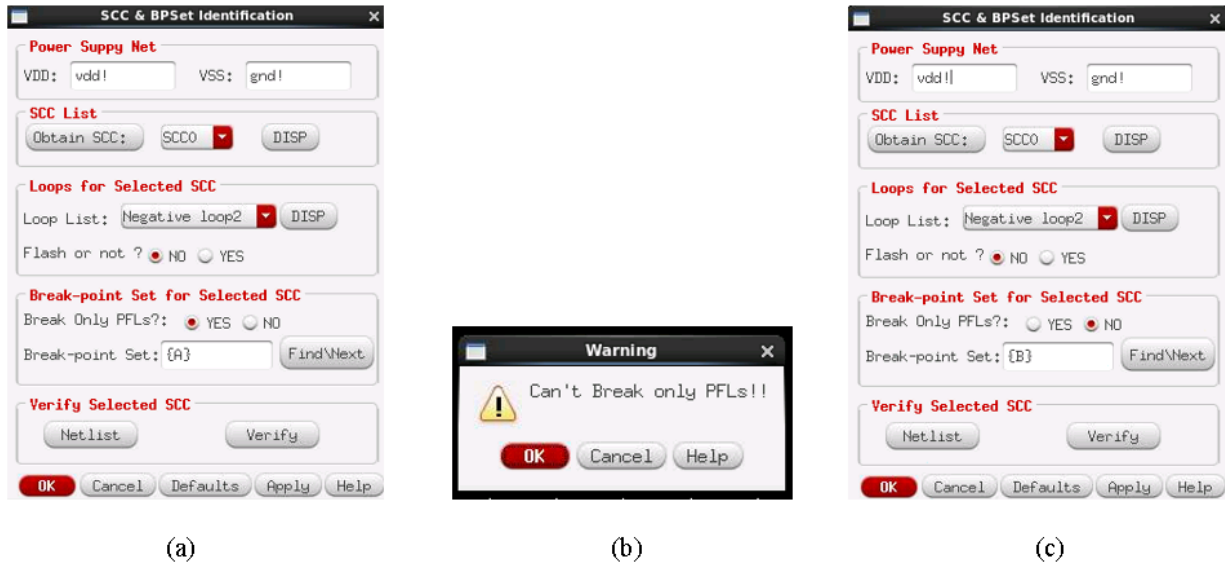 SCC & BPSet Identification
Power Suppy Net
VDD: vdd! VSS: gnd!
SCC List
Obtain SCC: SCC0 DISP
Loops for Selected SCC
Loop List: Negative loop2 DISP
Flash or not ? NO YES
Break-point Set for Selected SCC
Break Only PFLs?: YES NO
Break-point Set: {A} Find\Next
Verify Selected SCC
Netlist Verify
OK Cancel Defaults Apply Help
(a)
Warning
Can't Break only PFLs!!
OK Cancel Help
(b)
SCC & BPSet Identification
Power Suppy Net
VDD: vdd! VSS: gnd!
SCC List
Obtain SCC: SCC0 DISP
Loops for Selected SCC
Loop List: Negative loop2 DISP
Flash or not ? NO YES
Break-point Set for Selected SCC
Break Only PFLs?: YES NO
Break-point Set: {B} Find\Next
Verify Selected SCC
Netlist Verify
OK Cancel Defaults Apply Help
(c)